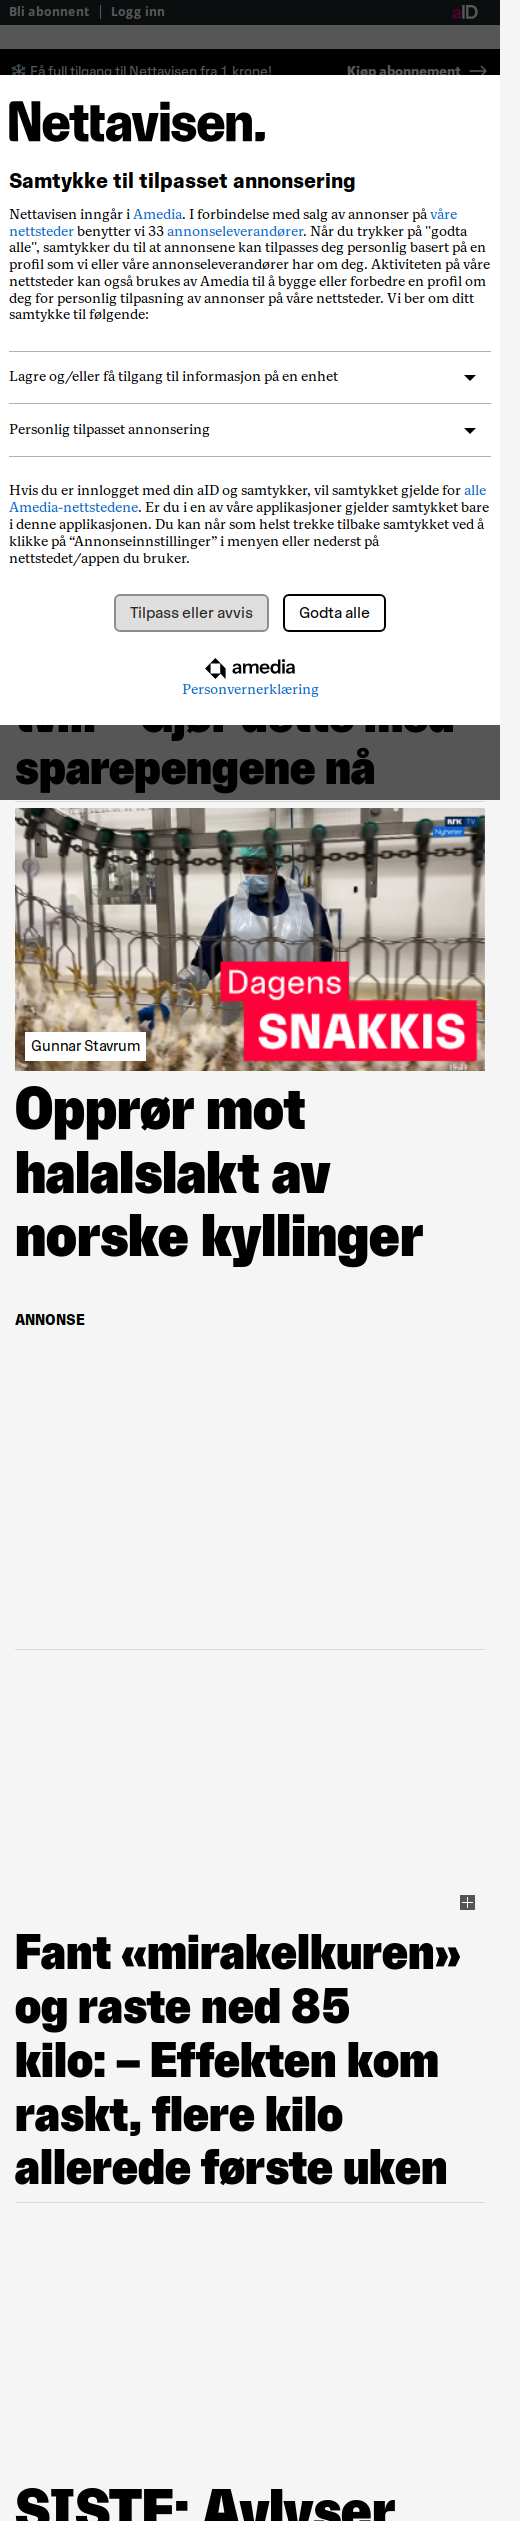 Bli abonnent
Logg inn
aID
Få full tilgang til Nettavisen fra 1 krone!
Kjøp abonnement
Nettavisen.
Samtykke til tilpasset annonsering
Nettavisen inngår i Amedia. I forbindelse med salg av annonser på våre
nettsteder benytter vi 33 annonseleverandører. Når du trykker på "godta
alle", samtykker du til at annonsene kan tilpasses deg personlig basert på en
profil som vi eller våre annonseleverandører har om deg. Aktiviteten på våre
nettsteder kan også brukes av Amedia til å bygge eller forbedre en profil om
deg for personlig tilpasning av annonser på våre nettsteder. Vi ber om ditt
samtykke til følgende:
Lagre og/eller få tilgang til informasjon på en enhet
Personlig tilpasset annonsering
Hvis du er innlogget med din aID og samtykker, vil samtykket gjelde for alle
Amedia-nettstedene. Er du i en av våre applikasjoner gjelder samtykket bare
i denne applikasjonen. Du kan når som helst trekke tilbake samtykket ved å
klikke på “Annonseinnstillinger” i menyen eller nederst på
nettstedet/appen du bruker.
Tilpass eller avvis
Godta alle
amedia
Personvernerklæring
sparepengene nå
NRK TV
Nyheter
Dagens
SNAKKIS
Gunnar Stavrum
Opprør mot
halalslakt av
norske kyllinger
ANNONSE
Fant «mirakelkuren»
og raste ned 85
kilo: – Effekten kom
raskt, flere kilo
allerede første uken
SISTE: Avlyser